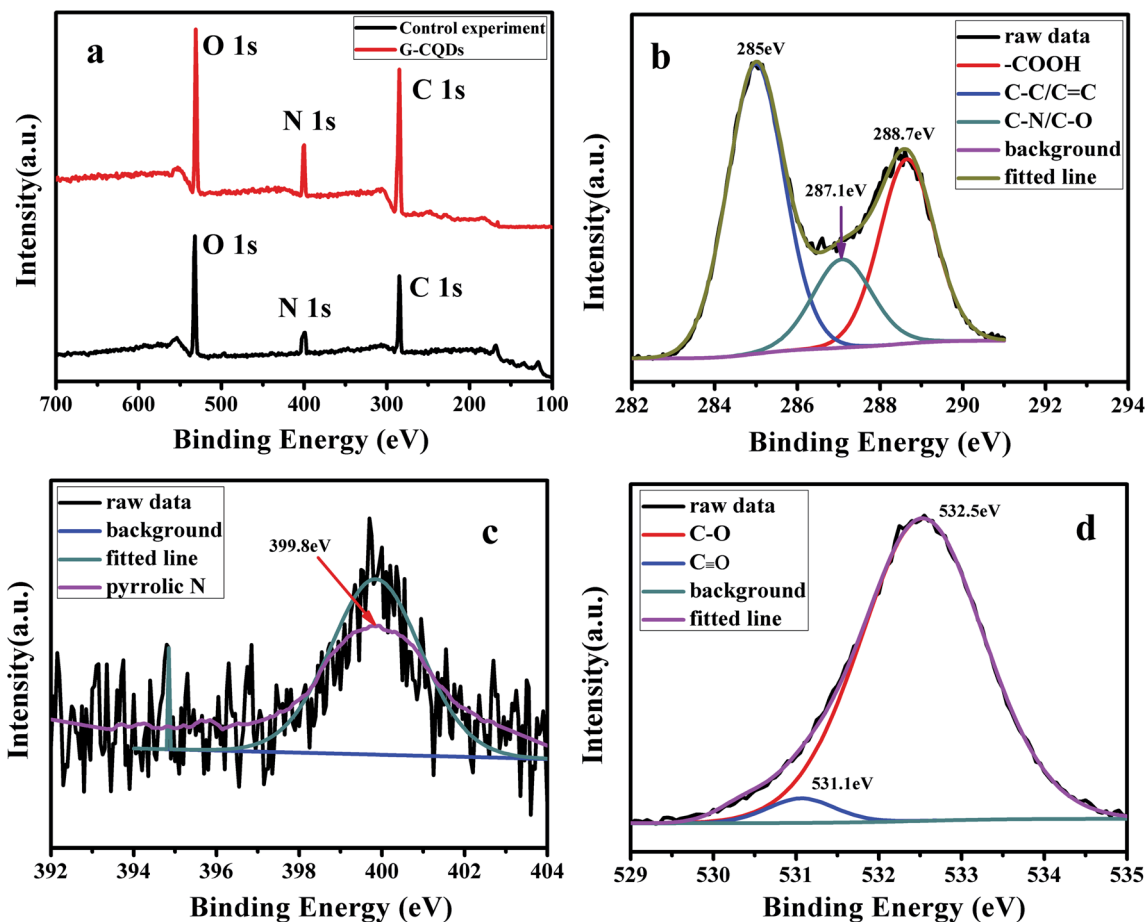 a
Control experiment
G-CQDs
O 1s
N 1s
C 1s
O 1s
N 1s
C 1s
Intensity(a.u.)
700 600 500 400 300 200 100
Binding Energy (eV)
b
285eV
287.1eV
288.7eV
raw data
-COOH
C-C/C=C
C-N/C-O
background
fitted line
Intensity(a.u.)
282 284 286 288 290 292 294
Binding Energy (eV)
raw data
background
fitted line
pyrrolic N
399.8eV
c
Intensity(a.u.)
392 394 396 398 400 402 404
Binding Energy (eV)
raw data
C-O
C≡O
background
fitted line
532.5eV
d
531.1eV
Intensity(a.u.)
529 530 531 532 533 534 535
Binding Energy (eV)